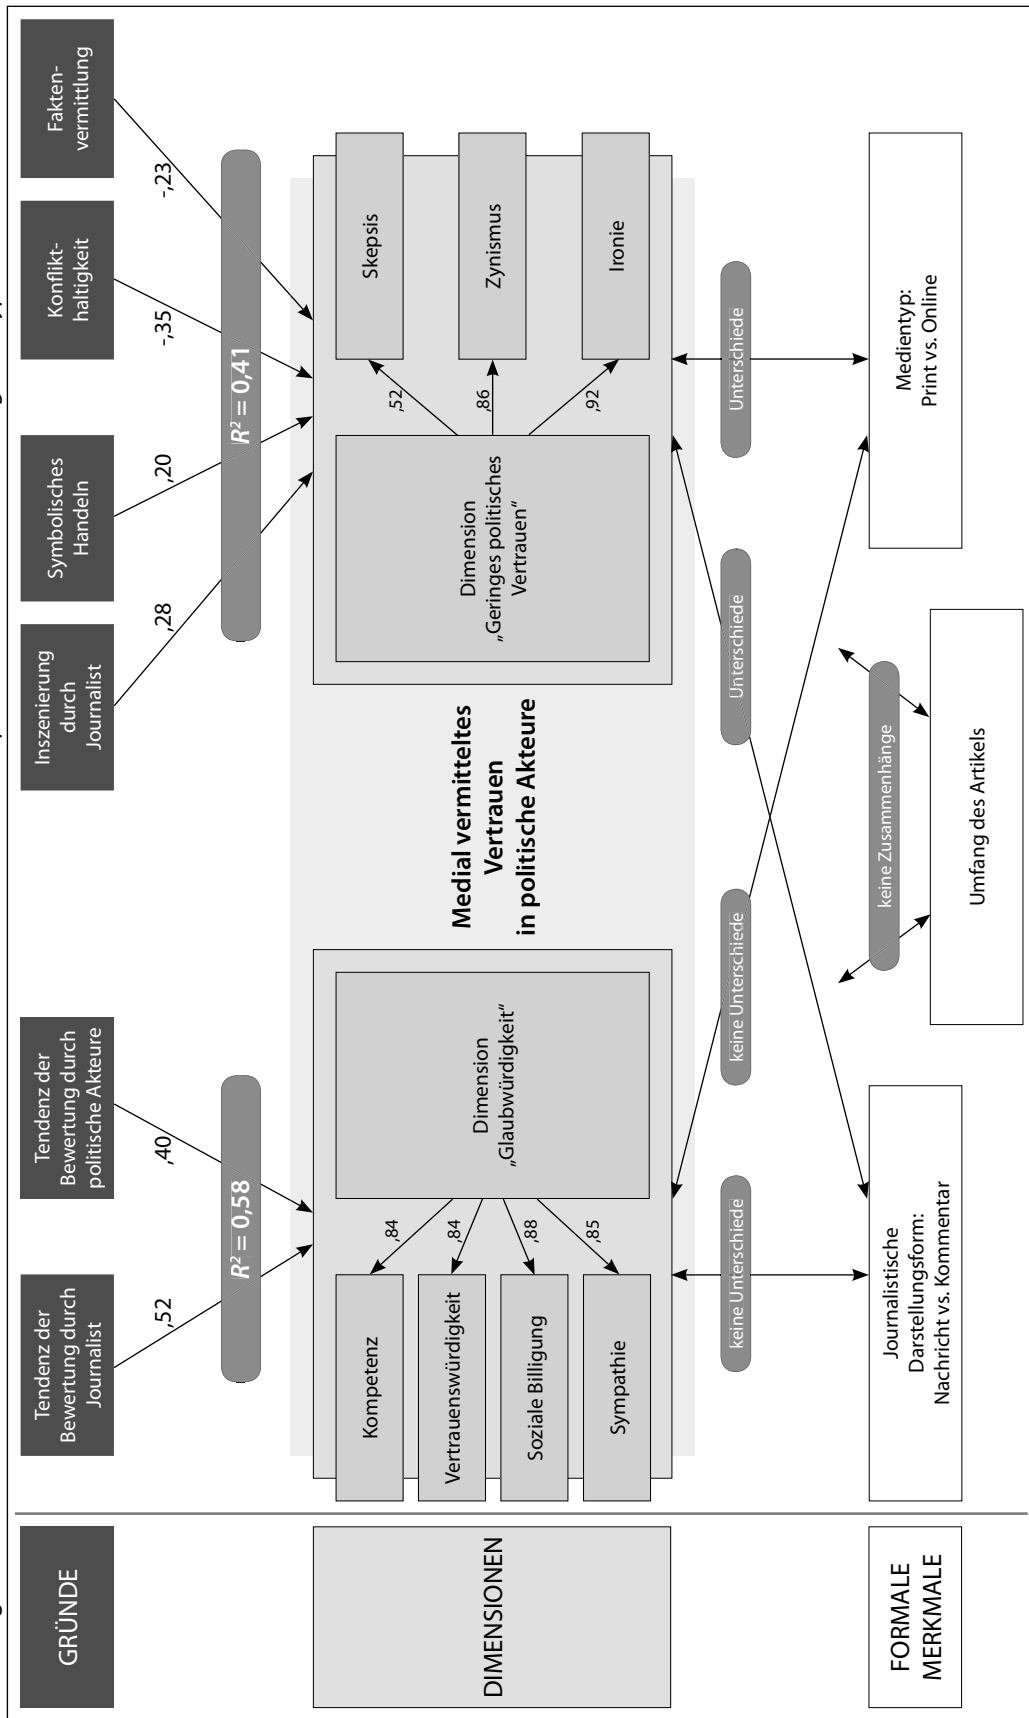 GRÜNDE
Tendenz der
Bewertung durch
Journalist
Tendenz der
Bewertung durch
politische Akteure
Inszenierung
durch
Journalist
Symbolisches
Handeln
Konflikt-
haltigkeit
Fakten-
vermittlung
,52
,40
,28
,20
-,35
-,23
R² = 0,58
R² = 0,41
DIMENSIONEN
Kompetenz
Vertrauenswürdigkeit
Soziale Billigung
Sympathie
,84
,84
,88
,85
Dimension
„Glaubwürdigkeit“
Medial vermitteltes
Vertrauen
in politische Akteure
Dimension
„Geringes politisches
Vertrauen“
,52
,86
,92
Skepsis
Zynismus
Ironie
keine Unterschiede
keine Unterschiede
Unterschiede
Unterschiede
keine Zusammenhänge
FORMALE
MERKMALE
Journalistische
Darstellungsform:
Nachricht vs. Kommentar
Umfang des Artikels
Medientyp:
Print vs. Online